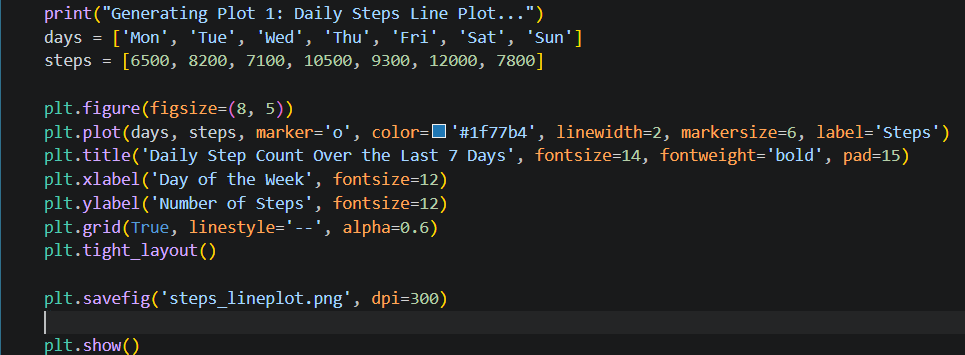 print("Generating Plot 1: Daily Steps Line Plot...")
days = ['Mon', 'Tue', 'Wed', 'Thu', 'Fri', 'Sat', 'Sun']
steps = [6500, 8200, 7100, 10500, 9300, 12000, 7800]
plt.figure(figsize=(8, 5))
plt.plot(days, steps, marker='o', color='#1f77b4', linewidth=2, markersize=6, label='Steps')
plt.title('Daily Step Count Over the Last 7 Days', fontsize=14, fontweight='bold', pad=15)
plt.xlabel('Day of the Week', fontsize=12)
plt.ylabel('Number of Steps', fontsize=12)
plt.grid(True, linestyle='--', alpha=0.6)
plt.tight_layout()
plt.savefig('steps_lineplot.png', dpi=300)
plt.show()